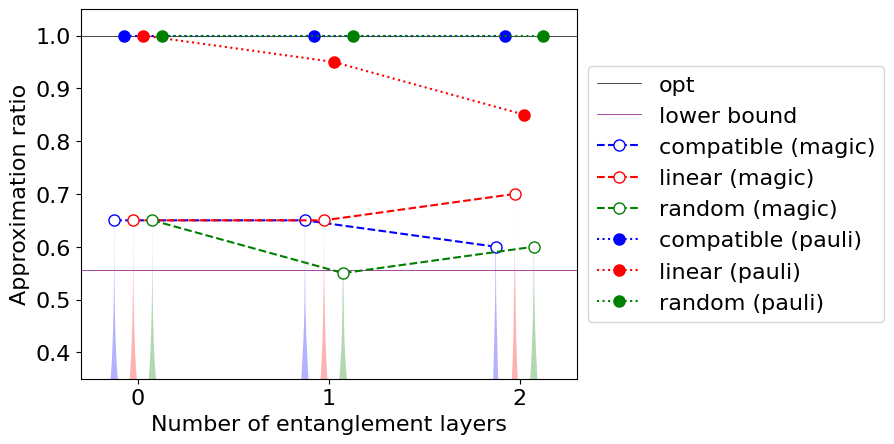 1.0
0.9
0.8
0.7
0.6
0.5
0.4
Approximation ratio
0 1 2
Number of entanglement layers
opt
lower bound
compatible (magic)
linear (magic)
random (magic)
compatible (pauli)
linear (pauli)
random (pauli)